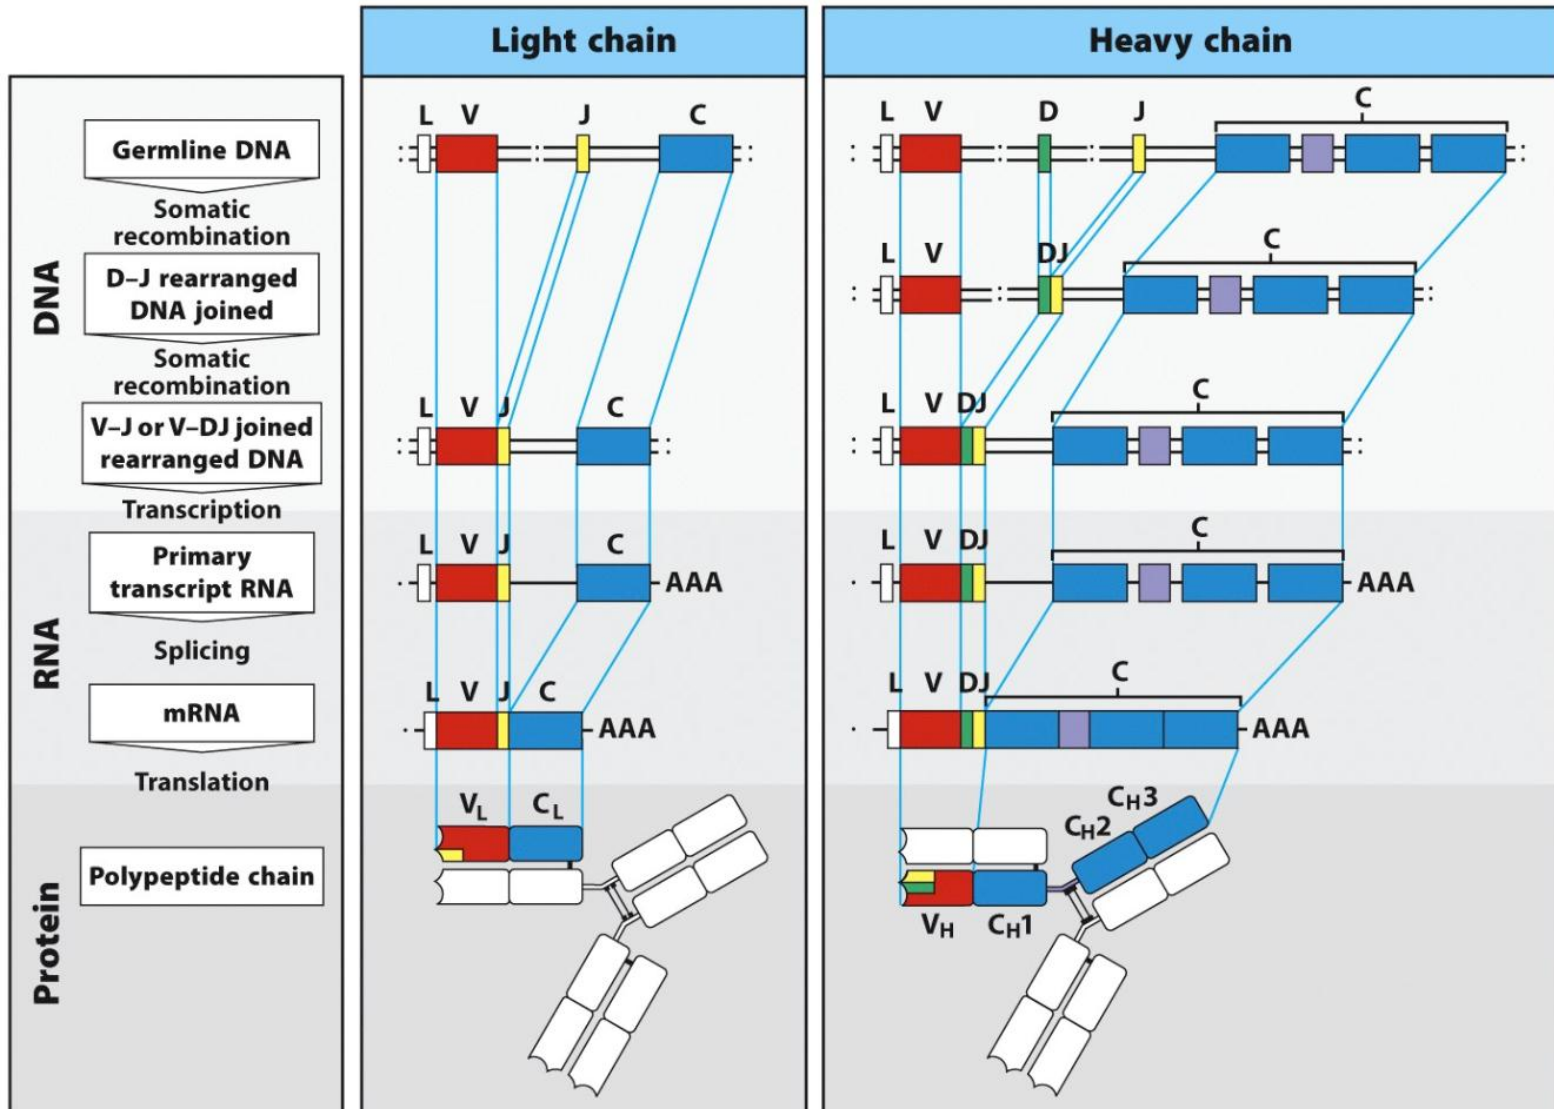 Light chain
Heavy chain
DNA
Germline DNA
Somatic
recombination
D–J rearranged
DNA joined
Somatic
recombination
V–J or V–DJ joined
rearranged DNA
Transcription
RNA
Primary
transcript RNA
Splicing
mRNA
Translation
Protein
Polypeptide chain
L V J C
L V J C
L V J C
AAA
L V J C
AAA
VL CL
L V D J C
L V DJ C
L V DJ C
L V DJ C
AAA
L V DJ C
AAA
CH3
CH2
VH CH1